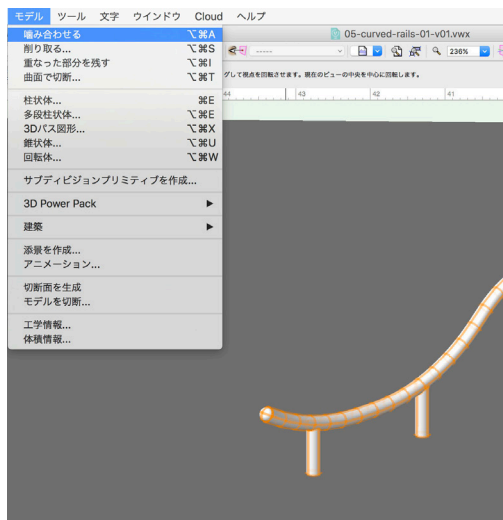 モデル ツール 文字 ウインドウ Cloud ヘルプ
05-curved-rails-01-v01.vwx
噛み合わせる ⌥⌘A
削り取る... ⌥⌘S
重なった部分を残す ⌥⌘I
曲面で切断... ⌥⌘T
236%
グして視点を回転させます。現在のビューの中央を中心に回転します。
44 43 42 41
柱状体... ⌘E
多段柱状体... ⌥⌘E
3Dパス図形... ⌥⌘X
錐状体... ⌥⌘U
回転体... ⌥⌘W
サブディビジョンプリミティブを作成...
3D Power Pack ▶
建築 ▶
添景を作成...
アニメーション...
切断面を生成
モデルを切断...
工学情報...
体積情報...